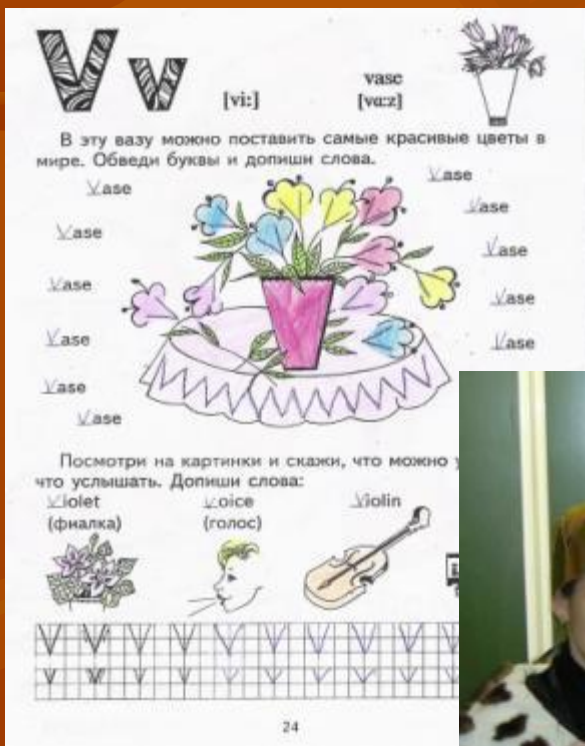 V v [vi:] vase [vɑ:z]
В эту вазу можно поставить самые красивые цветы в
мире. Обведи буквы и допиши слова.
Vase Vase
Vase Vase
Vase Vase
Vase Vase
Vase Vase
Vase
Посмотри на картинки и скажи, что можно
что услышать. Допиши слова:
Violet Voice Violin
(фиалка) (голос)
V V V V V V V V V
v v v v v v v v v
24